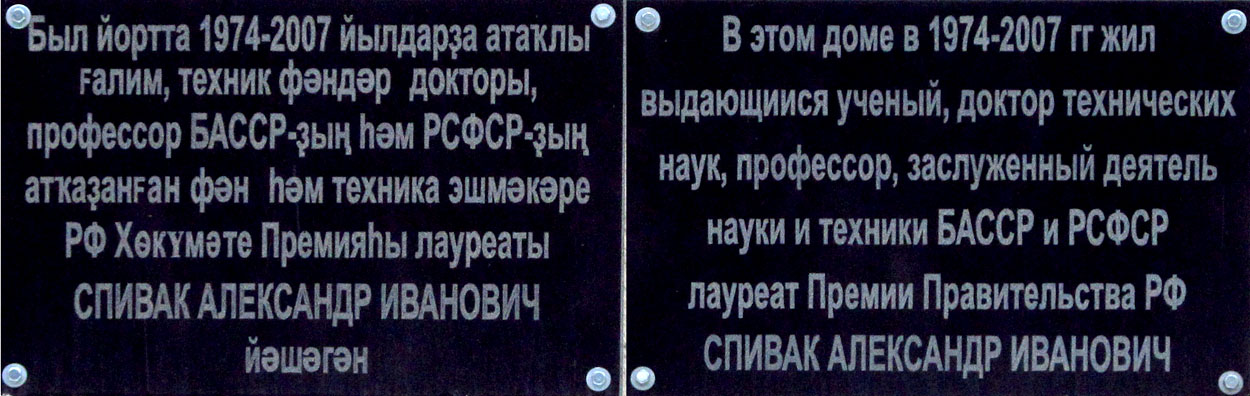 Был йортта 1974-2007 йылдарҙа атаҡлы
ғалим, техник фәндәр докторы,
профессор БАССР-ҙың һәм РСФСР-ҙың
атҡаҙанған фән һәм техника эшмәкәре
РФ Хөкүмәте Премияһы лауреаты
СПИВАК АЛЕКСАНДР ИВАНОВИЧ
йәшәгән
В этом доме в 1974-2007 гг жил
выдающиися ученый, доктор технических
наук, профессор, заслуженный деятель
науки и техники БАССР и РСФСР
лауреат Премии Правительства РФ
СПИВАК АЛЕКСАНДР ИВАНОВИЧ